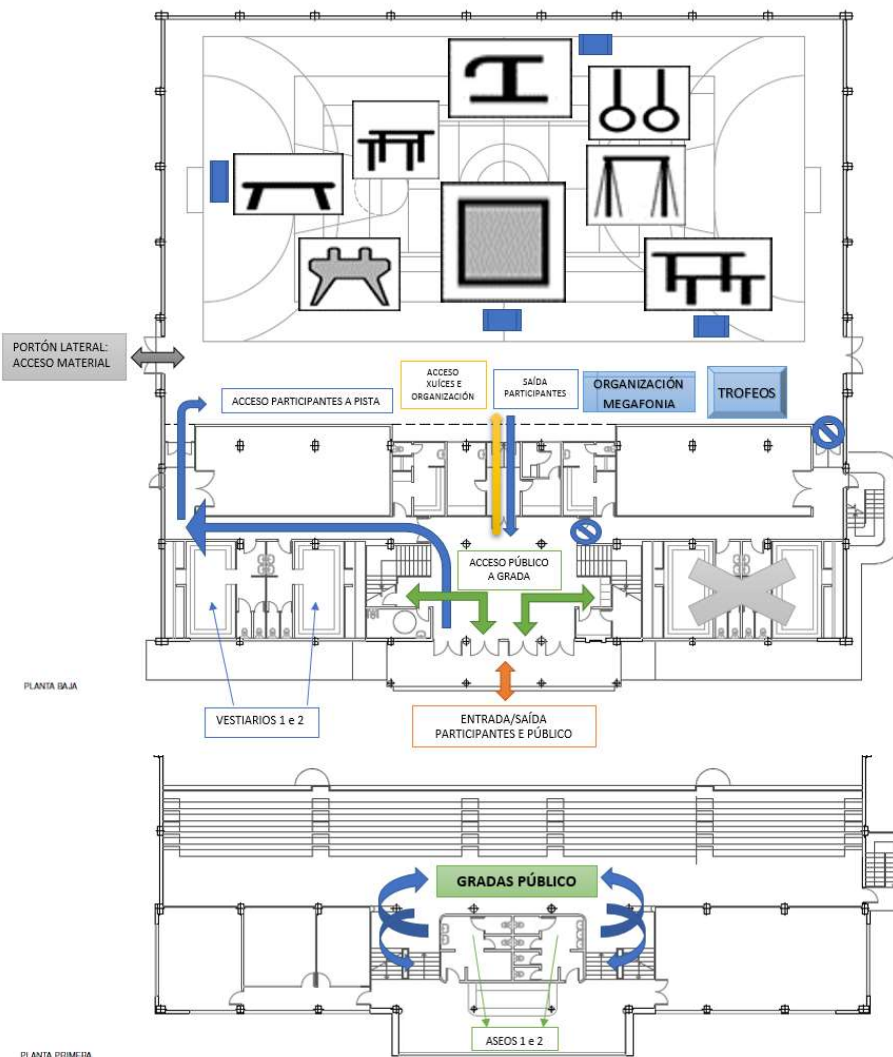 PORTÓN LATERAL:
ACCESO MATERIAL
ACCESO PARTICIPANTES A PISTA
ACCESO
XUÍCES E
ORGANIZACIÓN
SAÍDA
PARTICIPANTES
ORGANIZACIÓN
MEGAFONIA
TROFEOS
ACCESO PÚBLICO
A GRADA
PLANTA BAJA
VESTIARIOS 1 e 2
ENTRADA/SAÍDA
PARTICIPANTES E PÚBLICO
GRADAS PÚBLICO
ASEOS 1 e 2
PLANTA PRIMERA